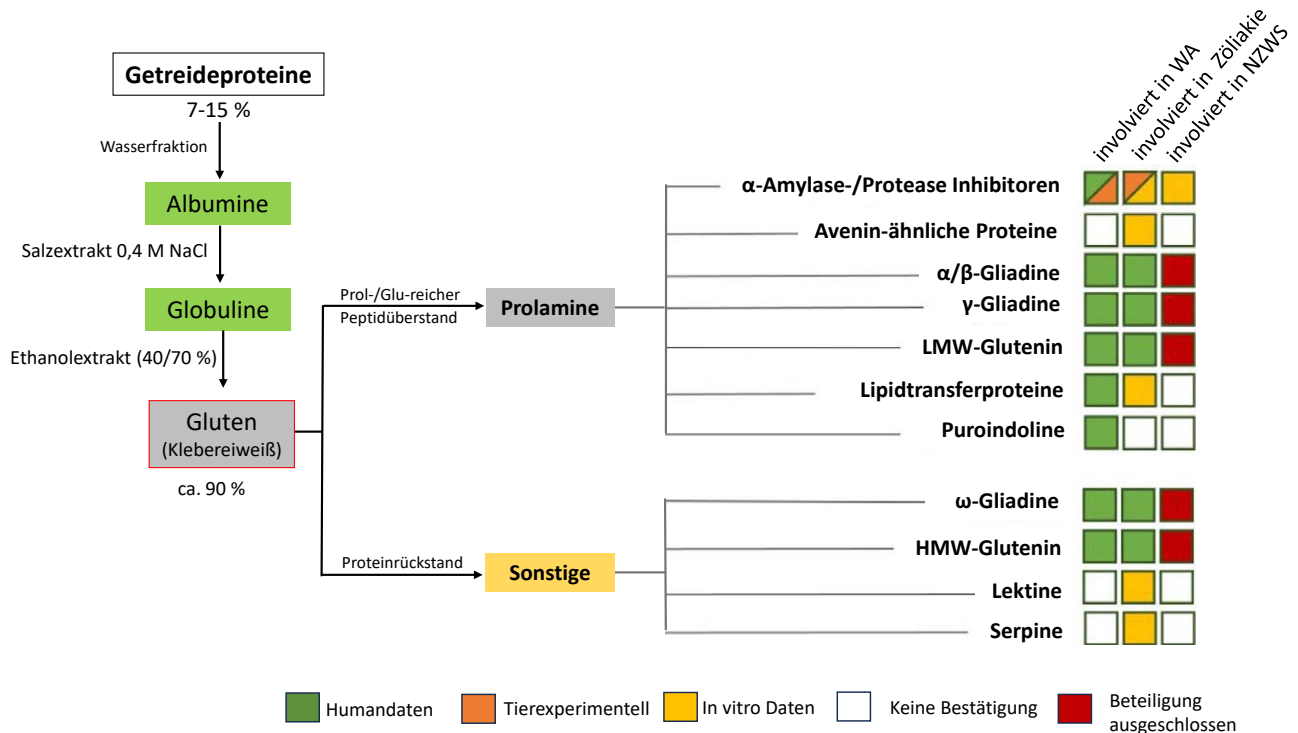 Getreideproteine
7-15 %
Wasserfraktion
Albumine
Salzextrakt 0,4 M NaCl
Globuline
Ethanolextrakt (40/70 %)
Gluten
(Klebereiweiß)
ca. 90 %
Prol-/Glu-reicher
Peptidüberstand
Prolamine
Proteinrückstand
Sonstige
involviert in WA
involviert in Zöliakie
involviert in NZWS
α-Amylase-/Protease Inhibitoren
Avenin-ähnliche Proteine
α/β-Gliadine
γ-Gliadine
LMW-Glutenin
Lipidtransferproteine
Puroindoline
ω-Gliadine
HMW-Glutenin
Lektine
Serpine
Humandaten
Tierexperimentell
In vitro Daten
Keine Bestätigung
Beteiligung
ausgeschlossen